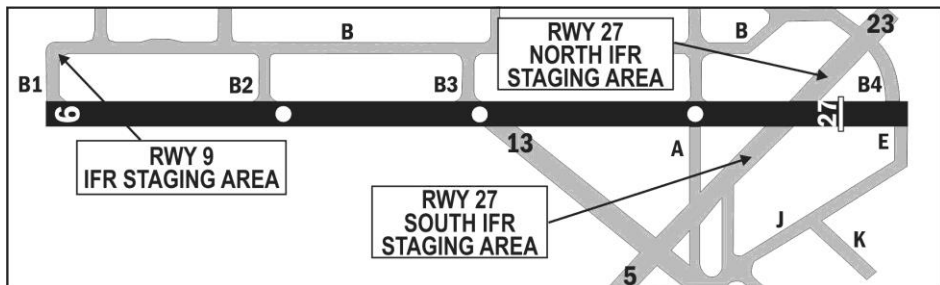 B
RWY 27
NORTH IFR
STAGING AREA
B
23
B1
B2
B3
B4
9
27
RWY 9
IFR STAGING AREA
13
A
E
RWY 27
SOUTH IFR
STAGING AREA
J
K
5